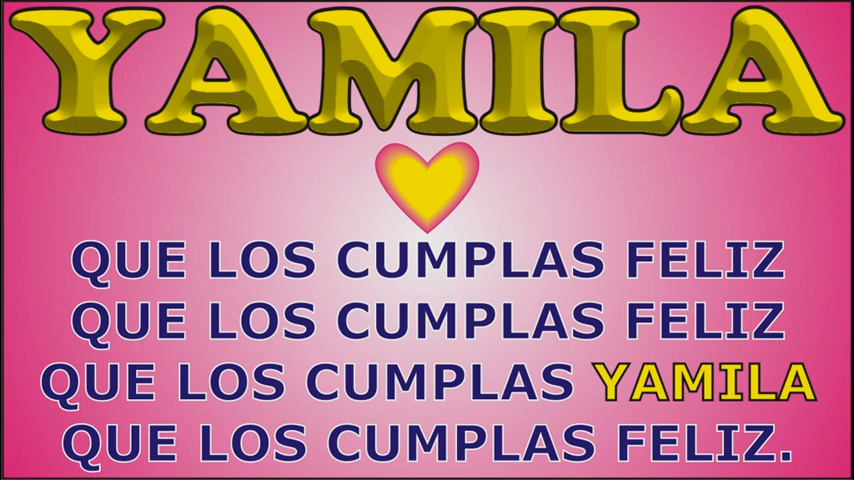 YAMILA
QUE LOS CUMPLAS FELIZ
QUE LOS CUMPLAS FELIZ
QUE LOS CUMPLAS YAMILA
QUE LOS CUMPLAS FELIZ.